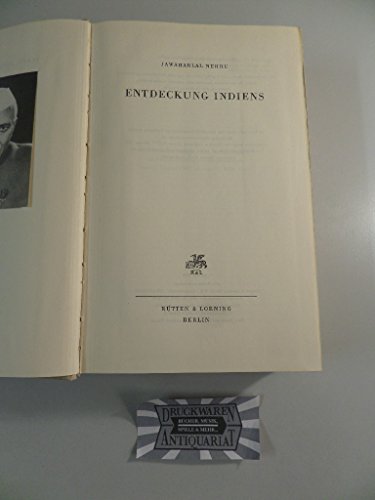 JAWAHARLAL NEHRU
ENTDECKUNG INDIENS
RÜTTEN & LOENING
BERLIN
DRUCKWAREN
BÜCHER, MUSIK,
SPIELE & MEHR...
ANTIQUARIAT